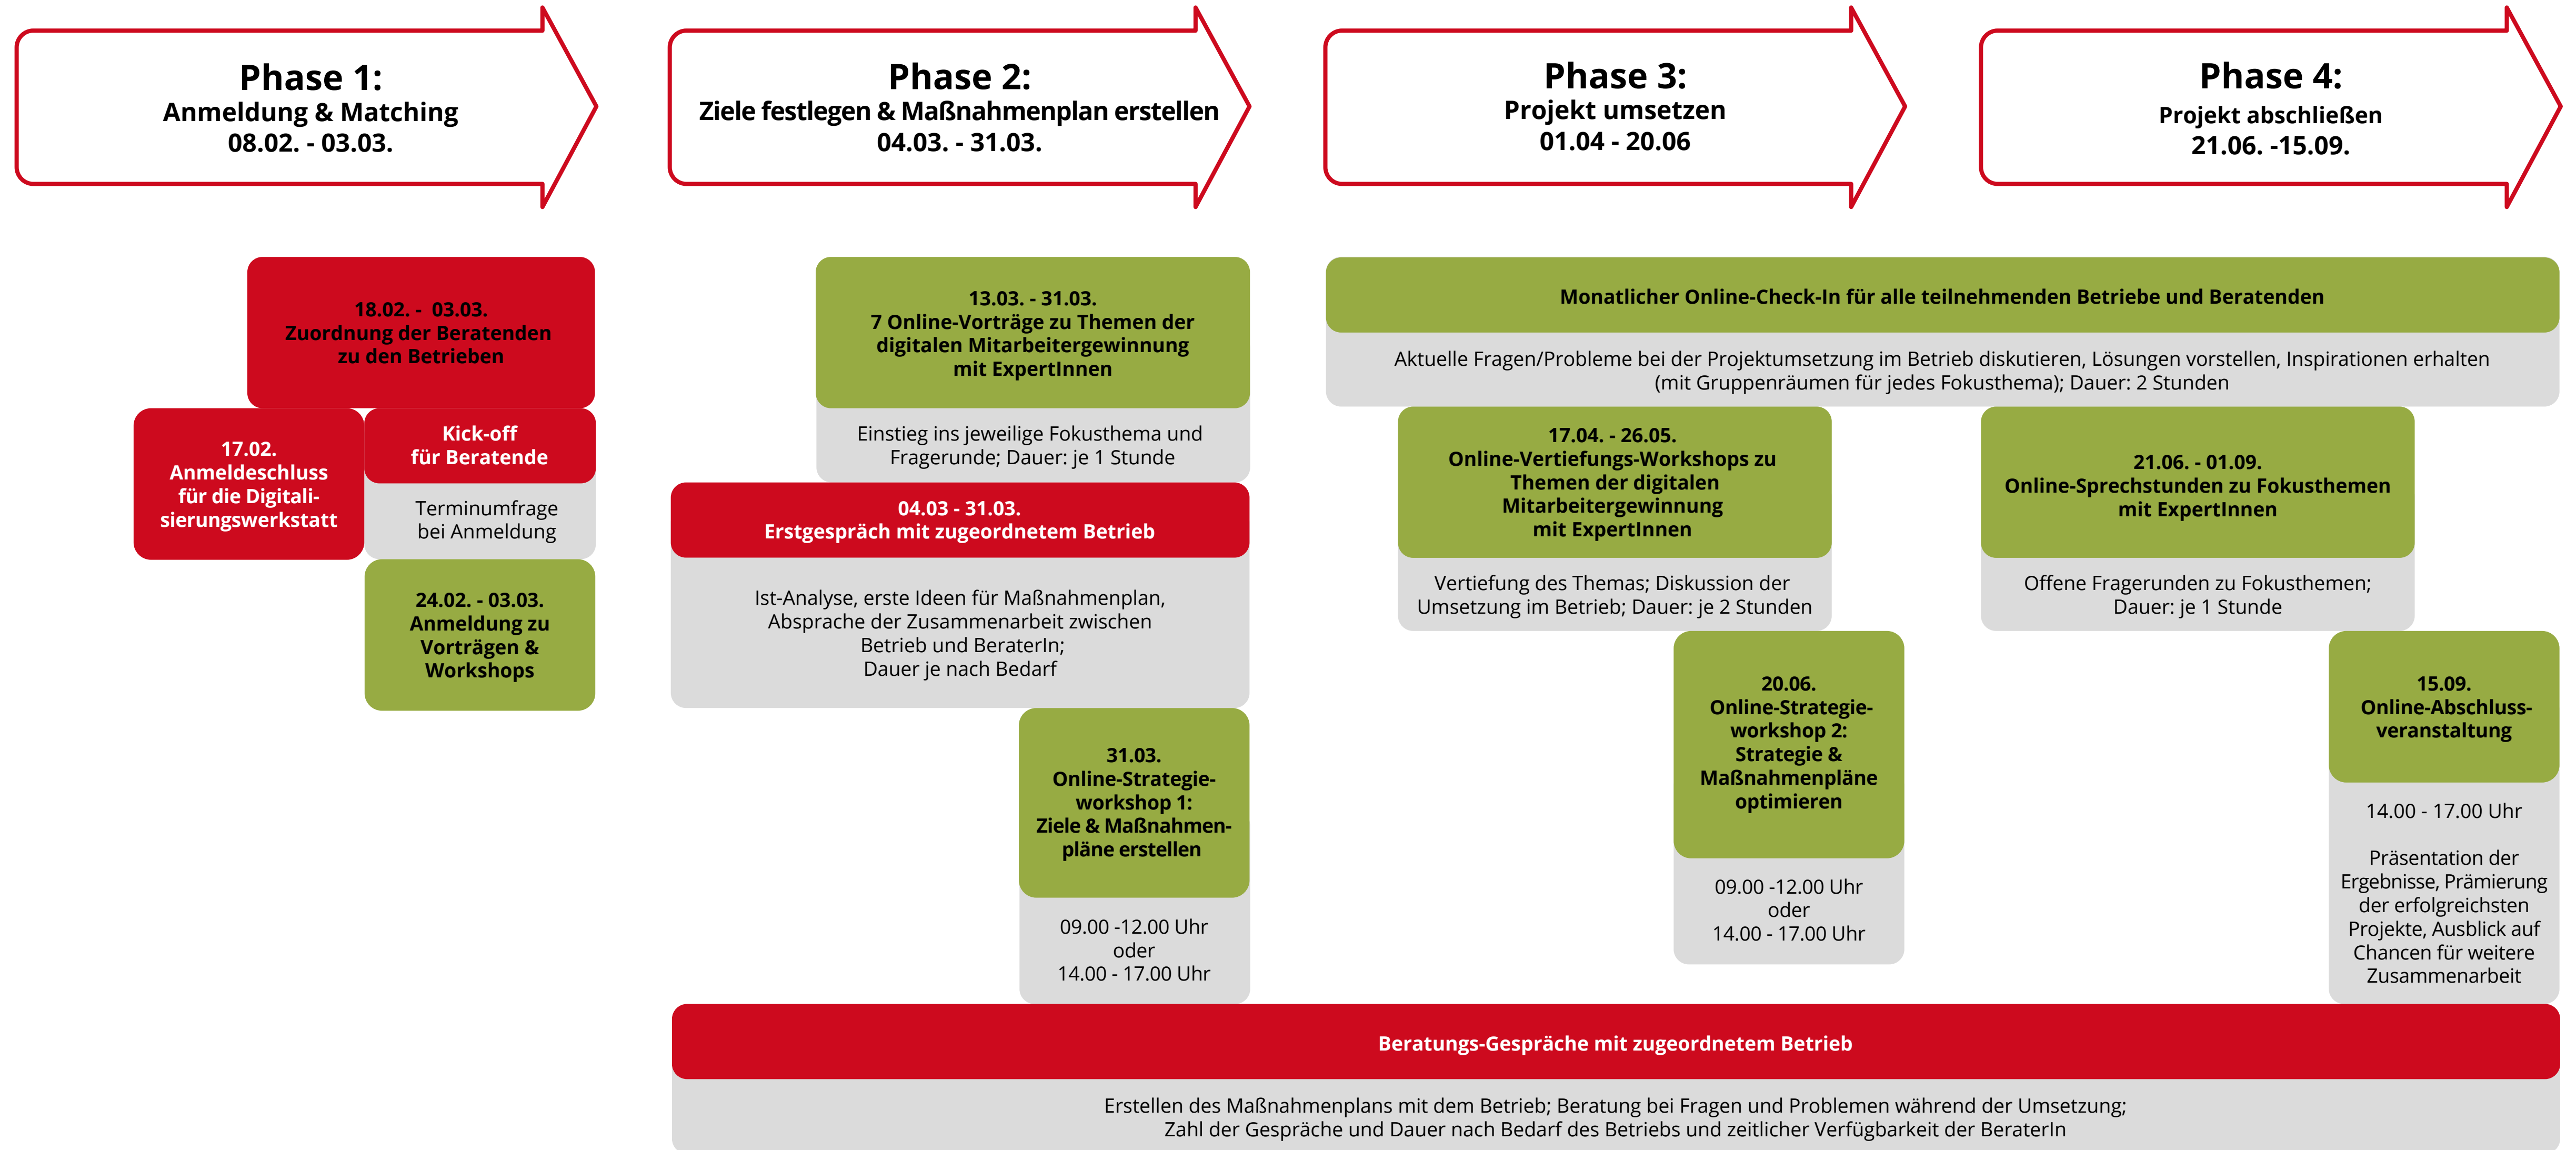 Phase 1:
Anmeldung & Matching
08.02. - 03.03.
Phase 2:
Ziele festlegen & Maßnahmenplan erstellen
04.03. - 31.03.
Phase 3:
Projekt umsetzen
01.04 - 20.06
Phase 4:
Projekt abschließen
21.06. -15.09.
18.02. -  03.03.
Zuordnung der Beratenden
zu den Betrieben
17.02.
Anmeldeschluss
für die Digitali-
sierungswerkstatt
Kick-off
für Beratende
Terminumfrage
bei Anmeldung
24.02. - 03.03.
Anmeldung zu
Vorträgen &
Workshops
13.03. - 31.03.
7 Online-Vorträge zu Themen der
digitalen Mitarbeitergewinnung
mit ExpertInnen
Einstieg ins jeweilige Fokusthema und
Fragerunde; Dauer: je 1 Stunde
04.03 - 31.03.
Erstgespräch mit zugeordnetem Betrieb
Ist-Analyse, erste Ideen für Maßnahmenplan,
Absprache der Zusammenarbeit zwischen
Betrieb und BeraterIn;
Dauer je nach Bedarf
31.03.
Online-Strategie-
workshop 1:
Ziele & Maßnahmen-
pläne erstellen
09.00 -12.00 Uhr
oder
14.00 - 17.00 Uhr
Monatlicher Online-Check-In für alle teilnehmenden Betriebe und Beratenden
Aktuelle Fragen/Probleme bei der Projektumsetzung im Betrieb diskutieren, Lösungen vorstellen, Inspirationen erhalten
(mit Gruppenräumen für jedes Fokusthema); Dauer: 2 Stunden
17.04. - 26.05.
Online-Vertiefungs-Workshops zu
Themen der digitalen
Mitarbeitergewinnung
mit ExpertInnen
Vertiefung des Themas; Diskussion der
Umsetzung im Betrieb; Dauer: je 2 Stunden
20.06.
Online-Strategie-
workshop 2:
Strategie &
Maßnahmenpläne
optimieren
09.00 -12.00 Uhr
oder
14.00 - 17.00 Uhr
21.06. - 01.09.
Online-Sprechstunden zu Fokusthemen
mit ExpertInnen
Offene Fragerunden zu Fokusthemen;
Dauer: je 1 Stunde
15.09.
Online-Abschluss-
veranstaltung
14.00 - 17.00 Uhr
Präsentation der
Ergebnisse, Prämierung
der erfolgreichsten
Projekte, Ausblick auf
Chancen für weitere
Zusammenarbeit
Beratungs-Gespräche mit zugeordnetem Betrieb
Erstellen des Maßnahmenplans mit dem Betrieb; Beratung bei Fragen und Problemen während der Umsetzung;
Zahl der Gespräche und Dauer nach Bedarf des Betriebs und zeitlicher Verfügbarkeit der BeraterIn